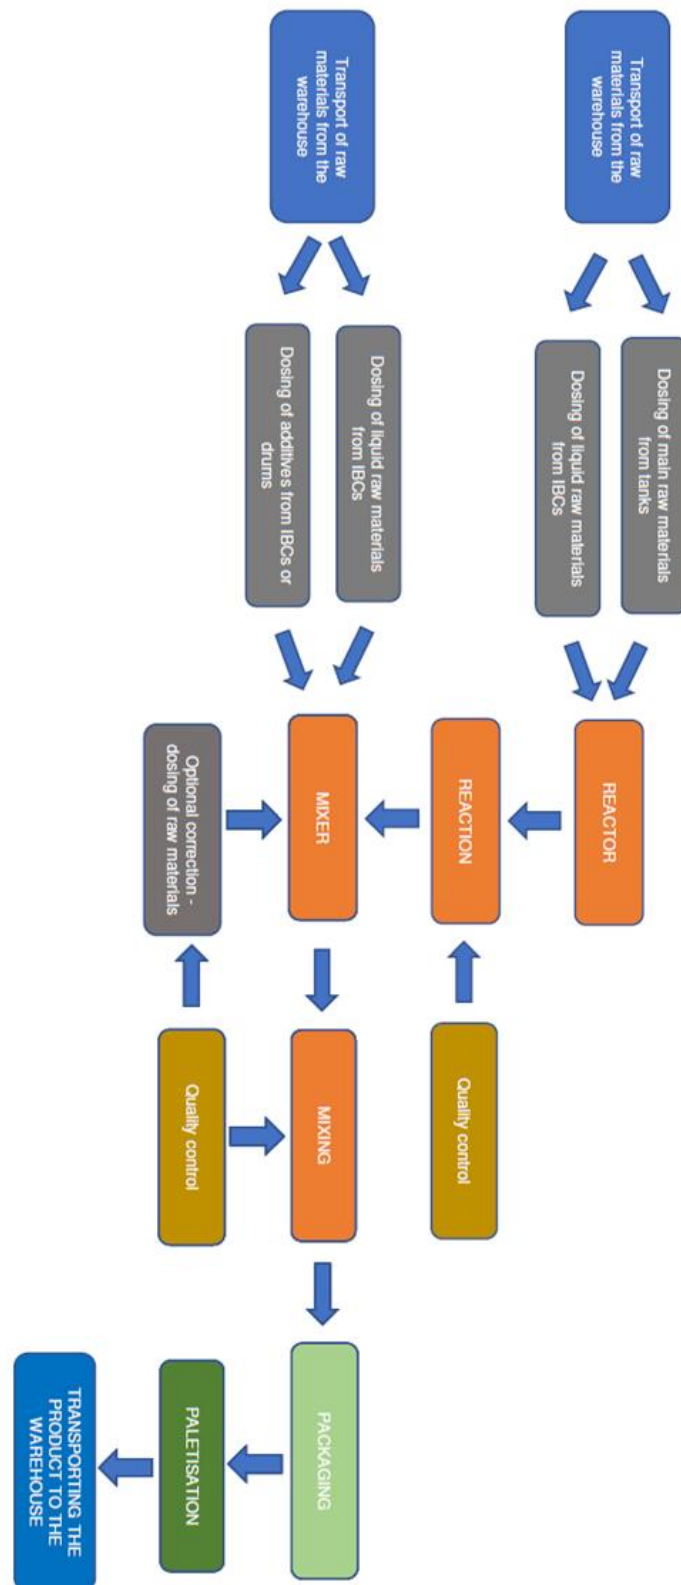 Transport of raw
materials from the
warehouse
Dosing of main raw materials
from tanks
Dosing of liquid raw materials
from IBCs
REACTOR
REACTION
Quality control
Transport of raw
materials from the
warehouse
Dosing of liquid raw materials
from IBCs
Dosing of additives from IBCs or
drums
MIXER
MIXING
PACKAGING
Optional correction -
dosing of raw materials
Quality control
PALETISATION
TRANSPORTING THE
PRODUCT TO THE
WAREHOUSE